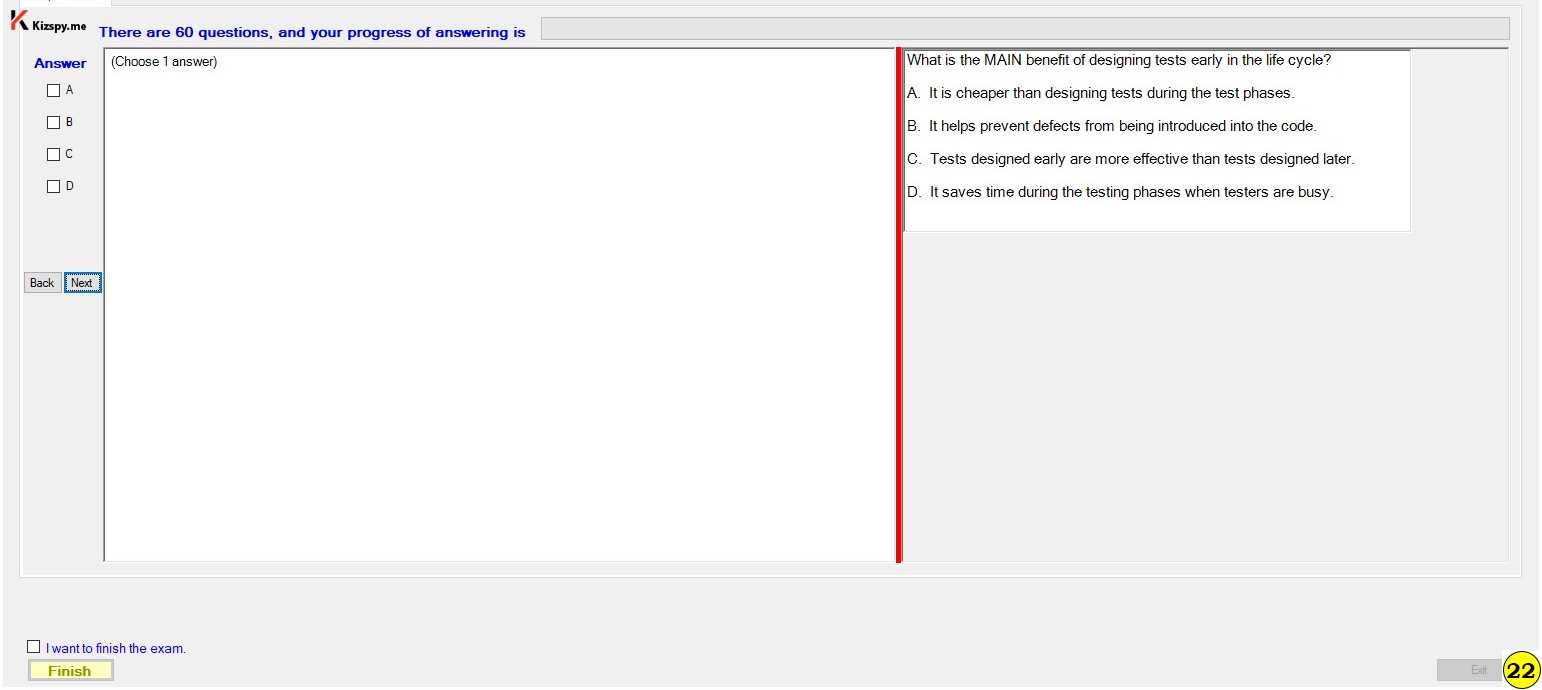 Kizspy.me
There are 60 questions, and your progress of answering is
Answer
(Choose 1 answer)
A
B
C
D
Back
Next
What is the MAIN benefit of designing tests early in the life cycle?
A. It is cheaper than designing tests during the test phases.
B. It helps prevent defects from being introduced into the code.
C. Tests designed early are more effective than tests designed later.
D. It saves time during the testing phases when testers are busy.
I want to finish the exam.
Finish
Exit
22